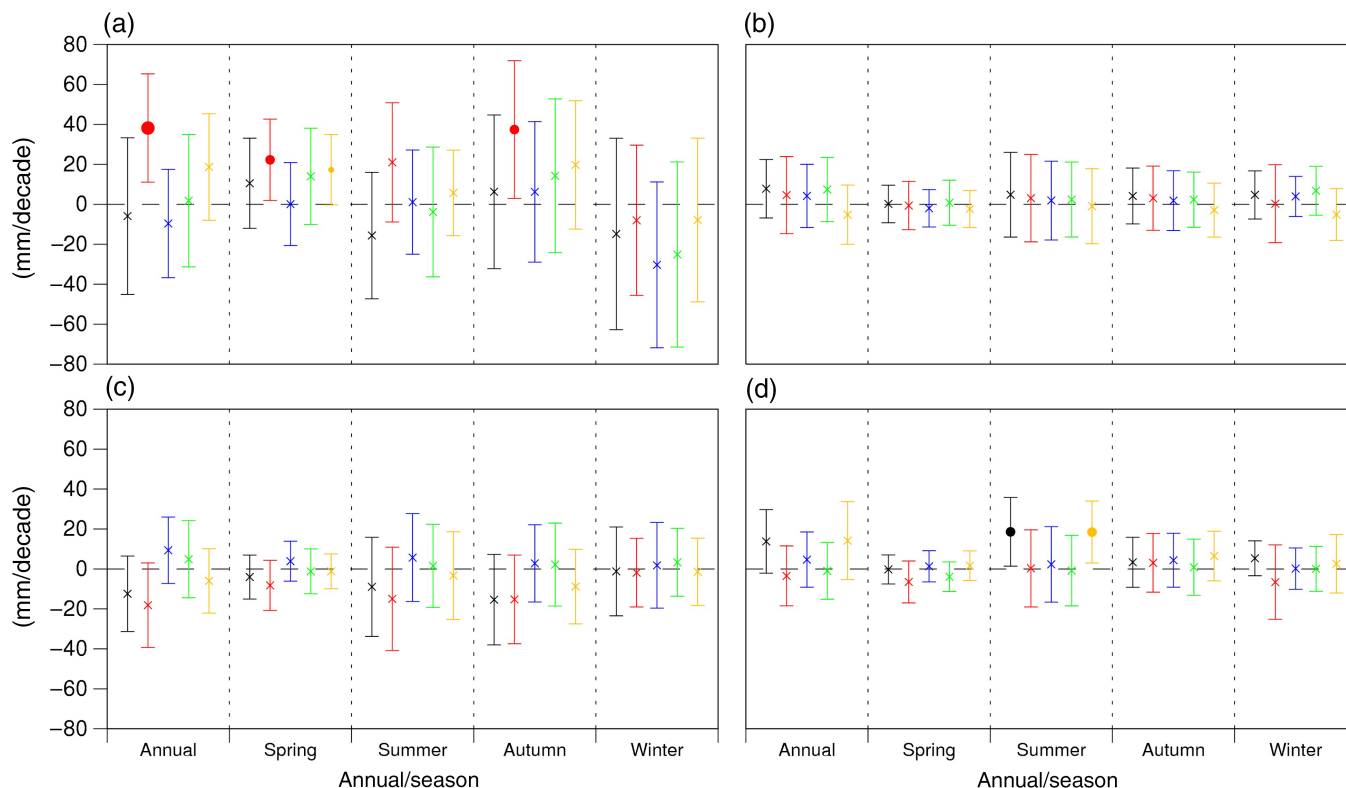 (a)
(b)
80
60
40
20
0
−20
−40
−60
−80
(mm/decade)
(c)
(d)
80
60
40
20
0
−20
−40
−60
−80
(mm/decade)
Annual Spring Summer Autumn Winter
Annual Spring Summer Autumn Winter
Annual/season
Annual/season